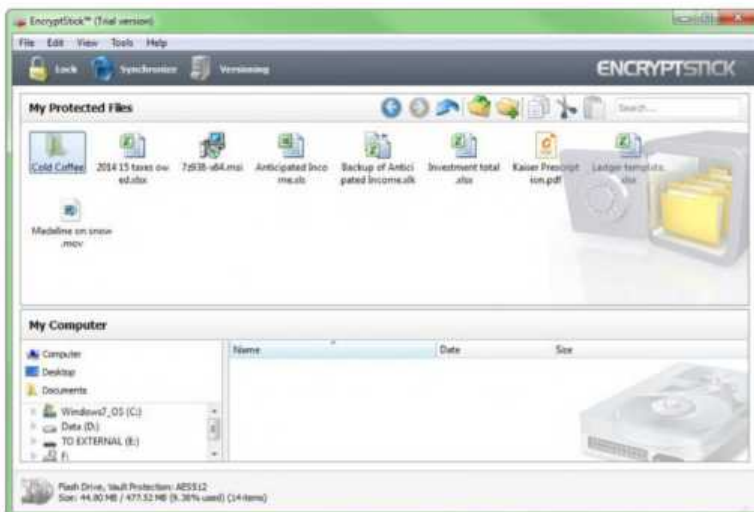 EncryptStick™ (Trial version)
File Edit View Tools Help
Lock Synchronizer Versioning ENCRYPTSTICK
My Protected Files Search...
Cold Coffee
2014 15 taxes ow
ed.xlsx
7z938-x64.msi
Anticipated Inco
me.xls
Backup of Antici
pated Income.xlk
Investment total
.xlsx
Kaiser Prescript
ion.pdf
Ledger template.
xlsx
Madeline on snow
.mov
My Computer
Computer
Desktop
Documents
Windows7_OS (C:)
Data (D:)
TO EXTERNAL (E:)
F:\
Name Date Size
Flash Drive, Vault Protection: AES512
Size: 44.80 MB / 477.52 MB (9.38% used) (14 items)